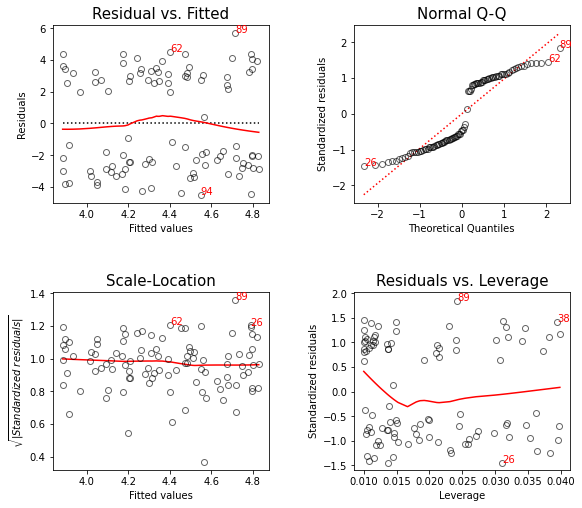 Residual vs. Fitted
89
62
94
6
4
2
0
−2
−4
Residuals
4.0 4.2 4.4 4.6 4.8
Fitted values
Normal Q-Q
89
62
26
2
1
0
−1
−2
Standardized residuals
−2 −1 0 1 2
Theoretical Quantiles
Scale-Location
89
62
26
1.4
1.2
1.0
0.8
0.6
0.4
√|Standardized residuals|
4.0 4.2 4.4 4.6 4.8
Fitted values
Residuals vs. Leverage
89
38
26
2.0
1.5
1.0
0.5
0.0
−0.5
−1.0
−1.5
Standardized residuals
0.010 0.015 0.020 0.025 0.030 0.035 0.040
Leverage